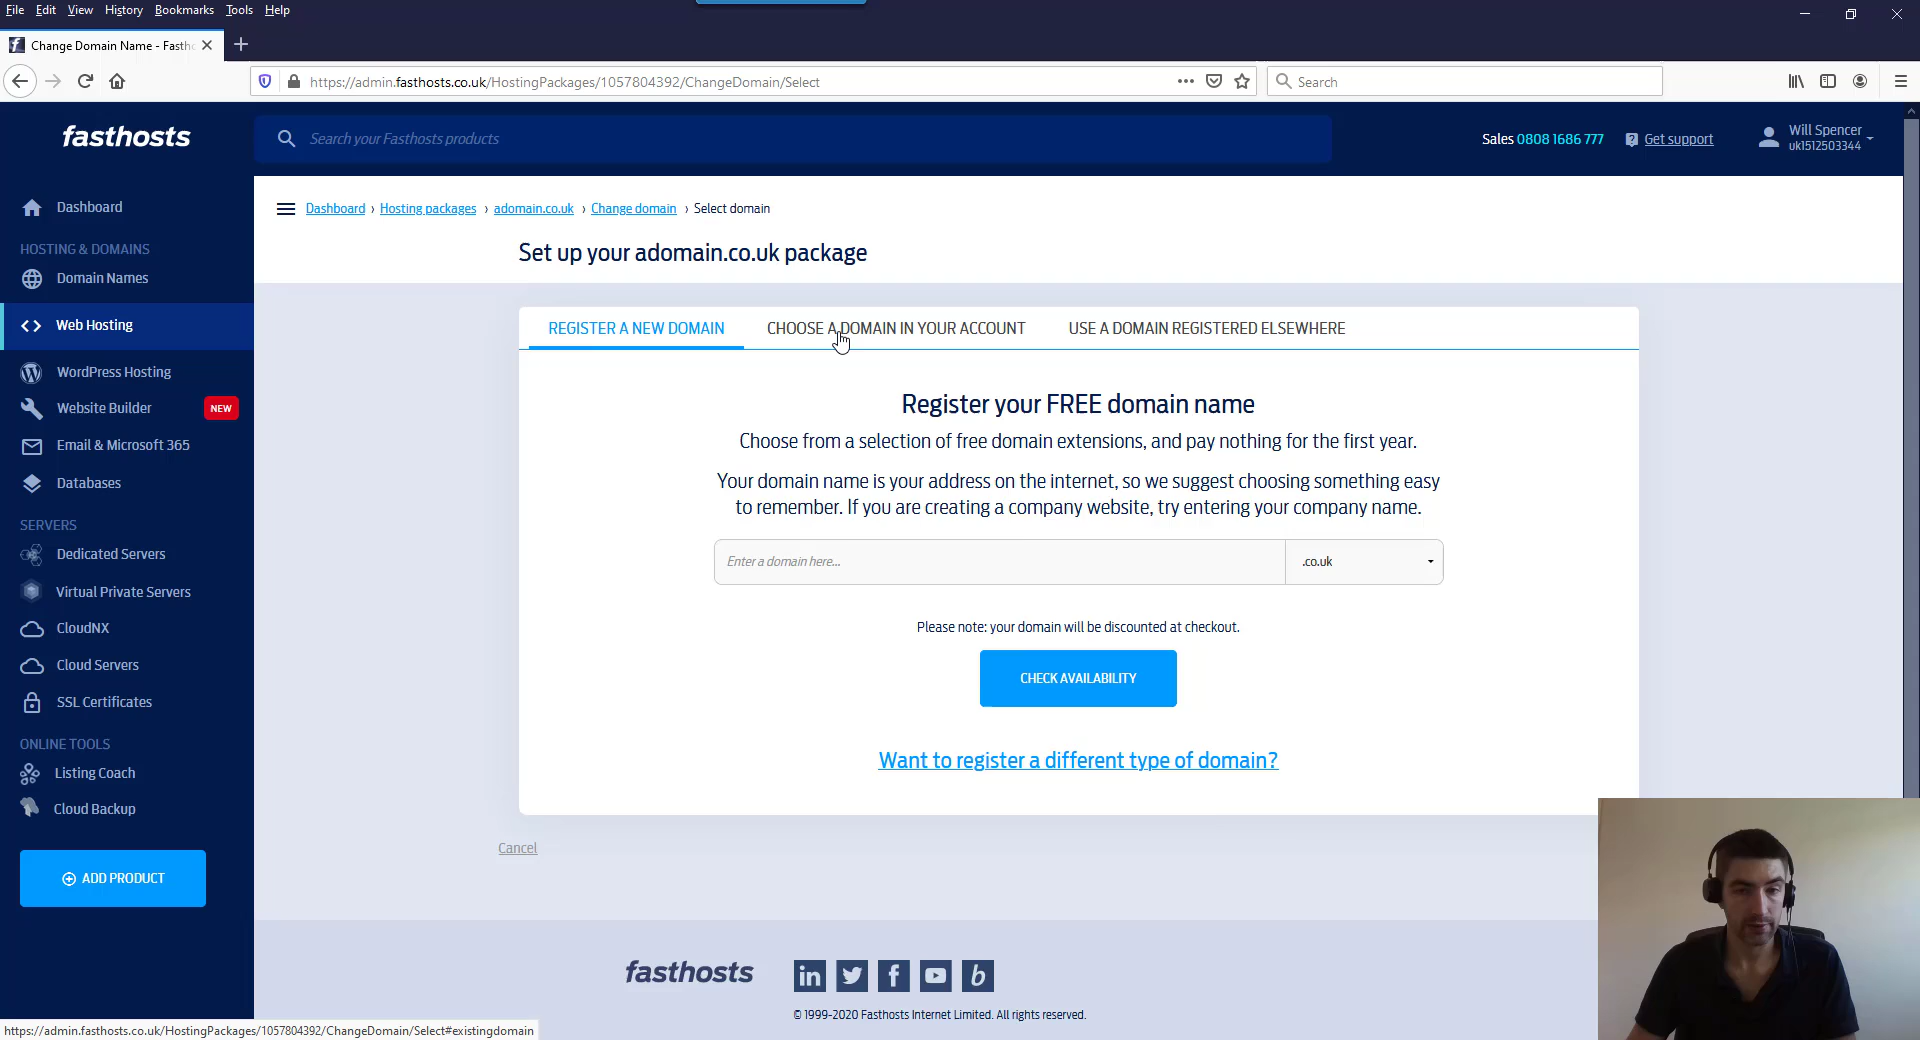 File Edit View History Bookmarks Tools Help
Change Domain Name - Fasth
https://admin.fasthosts.co.uk/HostingPackages/1057804392/ChangeDomain/Select
Search
fasthosts
Search your Fasthosts products
Sales 0808 1686 777
Get support
Will Spencer
uk1512503344
Dashboard
HOSTING & DOMAINS
Domain Names
Web Hosting
WordPress Hosting
Website Builder NEW
Email & Microsoft 365
Databases
SERVERS
Dedicated Servers
Virtual Private Servers
CloudNX
Cloud Servers
SSL Certificates
ONLINE TOOLS
Listing Coach
Cloud Backup
ADD PRODUCT
Dashboard › Hosting packages › adomain.co.uk › Change domain › Select domain
Set up your adomain.co.uk package
REGISTER A NEW DOMAIN CHOOSE A DOMAIN IN YOUR ACCOUNT USE A DOMAIN REGISTERED ELSEWHERE
Register your FREE domain name
Choose from a selection of free domain extensions, and pay nothing for the first year.
Your domain name is your address on the internet, so we suggest choosing something easy
to remember. If you are creating a company website, try entering your company name.
Enter a domain here... .co.uk
Please note: your domain will be discounted at checkout.
CHECK AVAILABILITY
Want to register a different type of domain?
Cancel
fasthosts
© 1999-2020 Fasthosts Internet Limited. All rights reserved.
https://admin.fasthosts.co.uk/HostingPackages/1057804392/ChangeDomain/Select#existingdomain